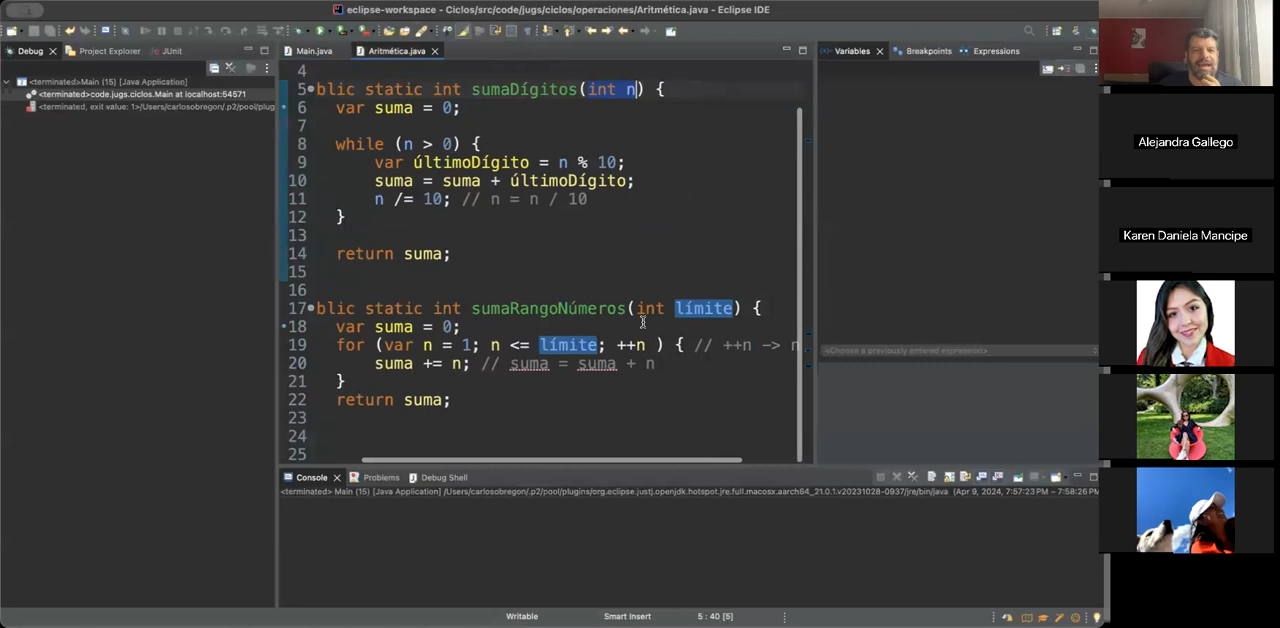 eclipse-workspace - Ciclos/src/code/jugs/ciclos/operaciones/Aritmética.java - Eclipse IDE
Debug
Project Explorer
JUnit
Main.java
Aritmética.java
Variables
Breakpoints
Expressions
<terminated>Main (15) [Java Application]
<terminated>code.jugs.ciclos.Main at localhost:54571
<terminated, exit value: 1>/Users/carlosobregon/.p2/pool/plug
4
5 blic static int sumaDígitos(int n) {
6 var suma = 0;
7
8 while (n > 0) {
9 var últimoDígito = n % 10;
10 suma = suma + últimoDígito;
11 n /= 10; // n = n / 10
12 }
13
14 return suma;
15
16
17 blic static int sumaRangoNúmeros(int límite) {
18 var suma = 0;
19 for (var n = 1; n <= límite; ++n ) { // ++n -> n
20 suma += n; // suma = suma + n
21 }
22 return suma;
23
24
25
<Choose a previously entered expression>
Console
Problems
Debug Shell
<terminated> Main (15) [Java Application] /Users/carlosobregon/.p2/pool/plugins/org.eclipse.justj.openjdk.hotspot.jre.full.macosx.aarch64_21.0.1.v20231028-0937/jre/bin/java (Apr 9, 2024, 7:57:23 PM – 7:58:26 PM
Writable
Smart Insert
5 : 40 [5]
Alejandra Gallego
Karen Daniela Mancipe